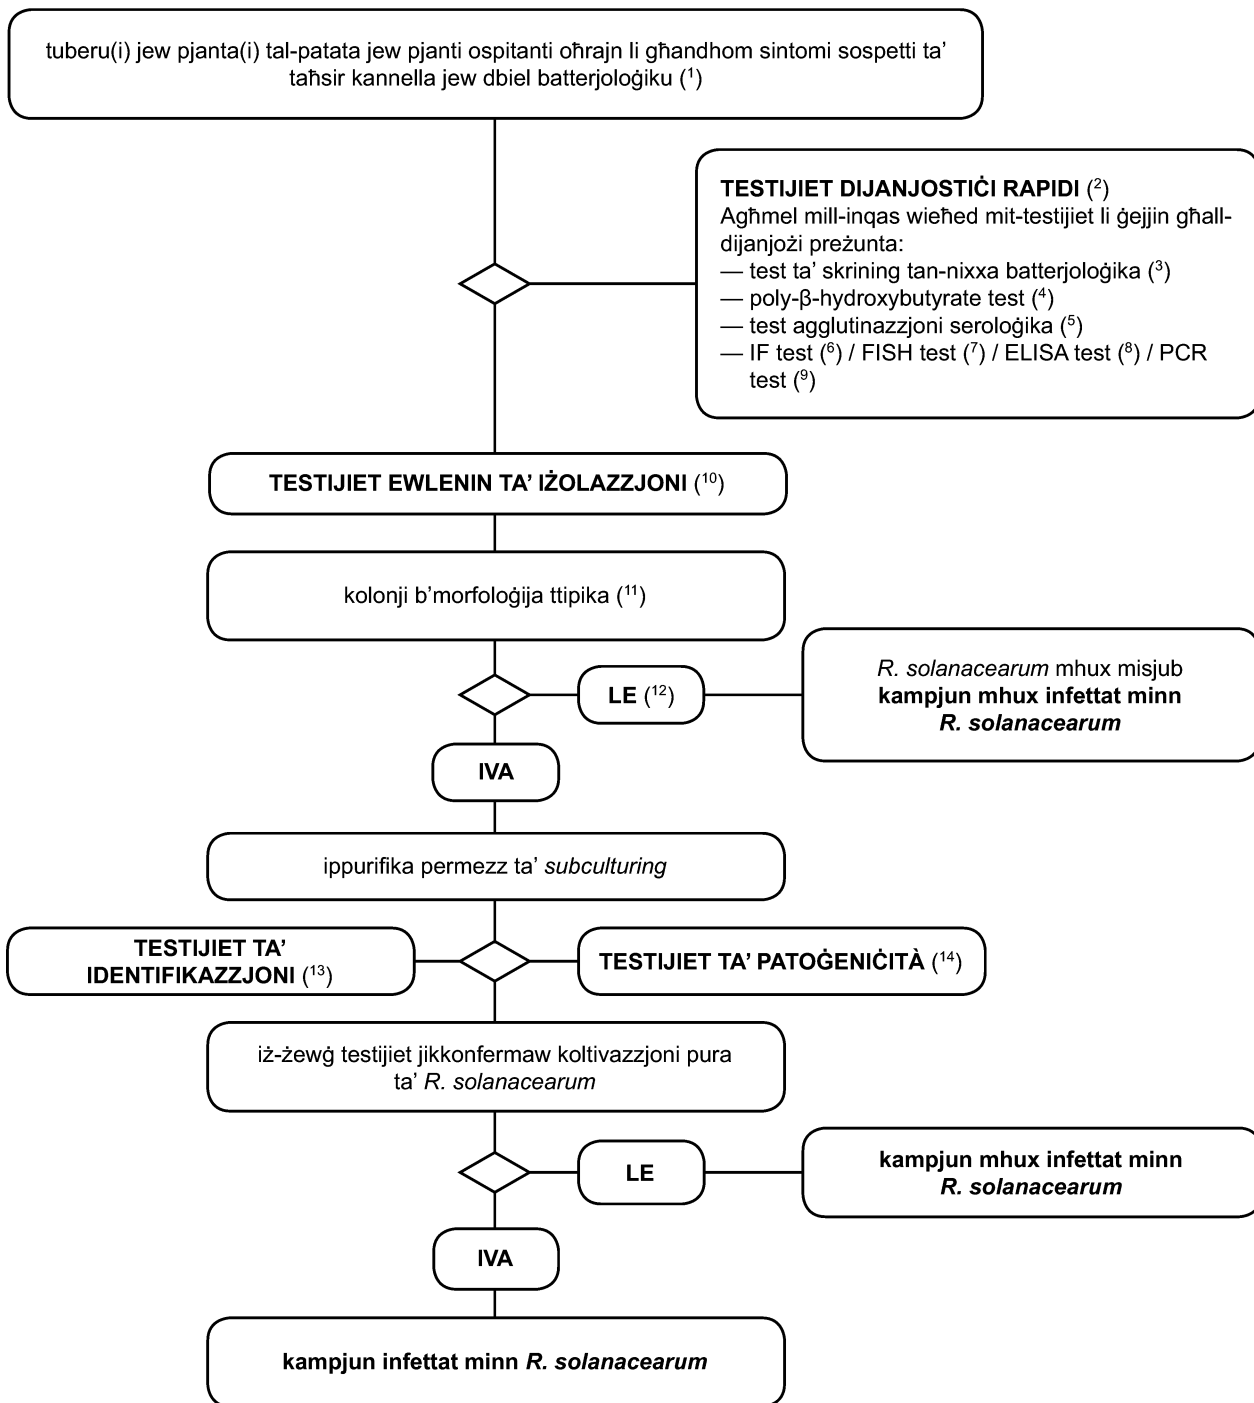 tuberu(i) jew pjanta(i) tal-patata jew pjanti ospitanti oħrajn li għandhom sintomi sospetti ta’
taħsir kannella jew dbiel batterjoloġiku (¹)
TESTIJIET DIJANJOSTIĊI RAPIDI (²)
Agħmel mill-inqas wieħed mit-testijiet li ġejjin għall-
dijanjożi preżunta:
— test ta’ skrining tan-nixxa batterjoloġika (³)
— poly-β-hydroxybutyrate test (⁴)
— test agglutinazzjoni seroloġika (⁵)
— IF test (⁶) / FISH test (⁷) / ELISA test (⁸) / PCR
test (⁹)
TESTIJIET EWLENIN TA’ IŻOLAZZJONI (¹⁰)
kolonji b’morfoloġija ttipika (¹¹)
LE (¹²)
R. solanacearum mhux misjub
kampjun mhux infettat minn
R. solanacearum
IVA
ippurifika permezz ta’ subculturing
TESTIJIET TA’
IDENTIFIKAZZJONI (¹³)
TESTIJIET TA’ PATOĠENIĊITÀ (¹⁴)
iż-żewġ testijiet jikkonfermaw koltivazzjoni pura
ta’ R. solanacearum
LE
kampjun mhux infettat minn
R. solanacearum
IVA
kampjun infettat minn R. solanacearum